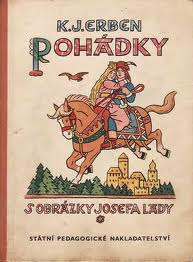 K.J.ERBEN
POHÁDKY
S OBRÁZKY JOSEFA LADY
STÁTNÍ PEDAGOGICKÉ NAKLADATELSTVÍ